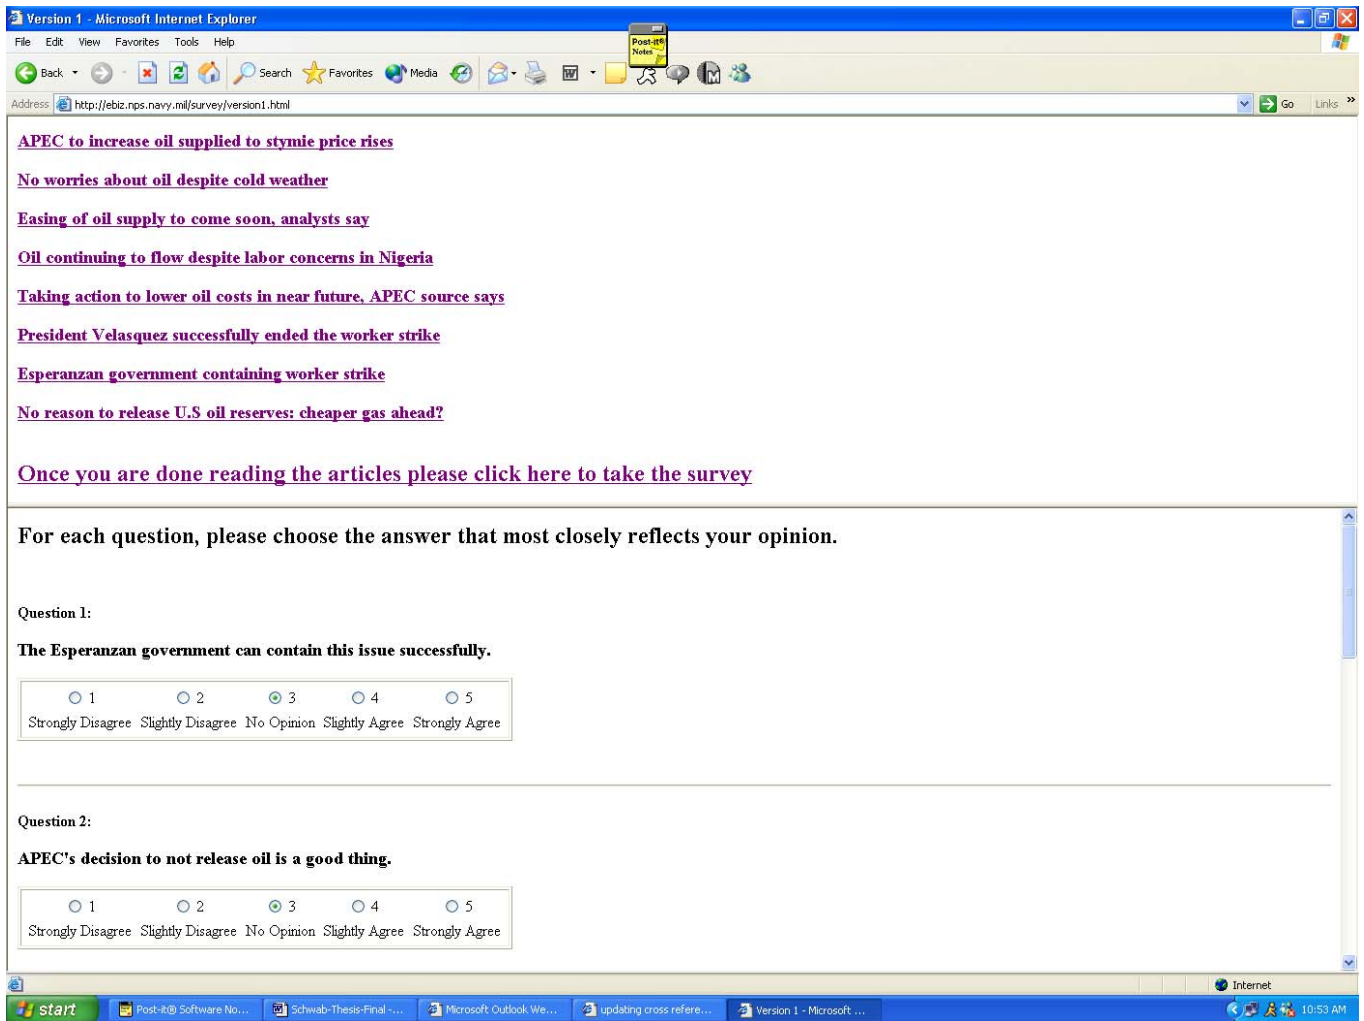 Version 1 - Microsoft Internet Explorer
File Edit View Favorites Tools Help
Post-it®
Notes
Back Search Favorites Media
Address http://ebiz.nps.navy.mil/survey/version1.html Go Links »
APEC to increase oil supplied to stymie price rises
No worries about oil despite cold weather
Easing of oil supply to come soon, analysts say
Oil continuing to flow despite labor concerns in Nigeria
Taking action to lower oil costs in near future, APEC source says
President Velasquez successfully ended the worker strike
Esperanzan government containing worker strike
No reason to release U.S oil reserves: cheaper gas ahead?
Once you are done reading the articles please click here to take the survey
For each question, please choose the answer that most closely reflects your opinion.
Question 1:
The Esperanzan government can contain this issue successfully.
1 2 3 4 5
Strongly Disagree Slightly Disagree No Opinion Slightly Agree Strongly Agree
Question 2:
APEC's decision to not release oil is a good thing.
1 2 3 4 5
Strongly Disagree Slightly Disagree No Opinion Slightly Agree Strongly Agree
Internet
start Post-it® Software No... Schwab-Thesis-Final -... Microsoft Outlook We... updating cross refere... Version 1 - Microsoft ... 10:53 AM